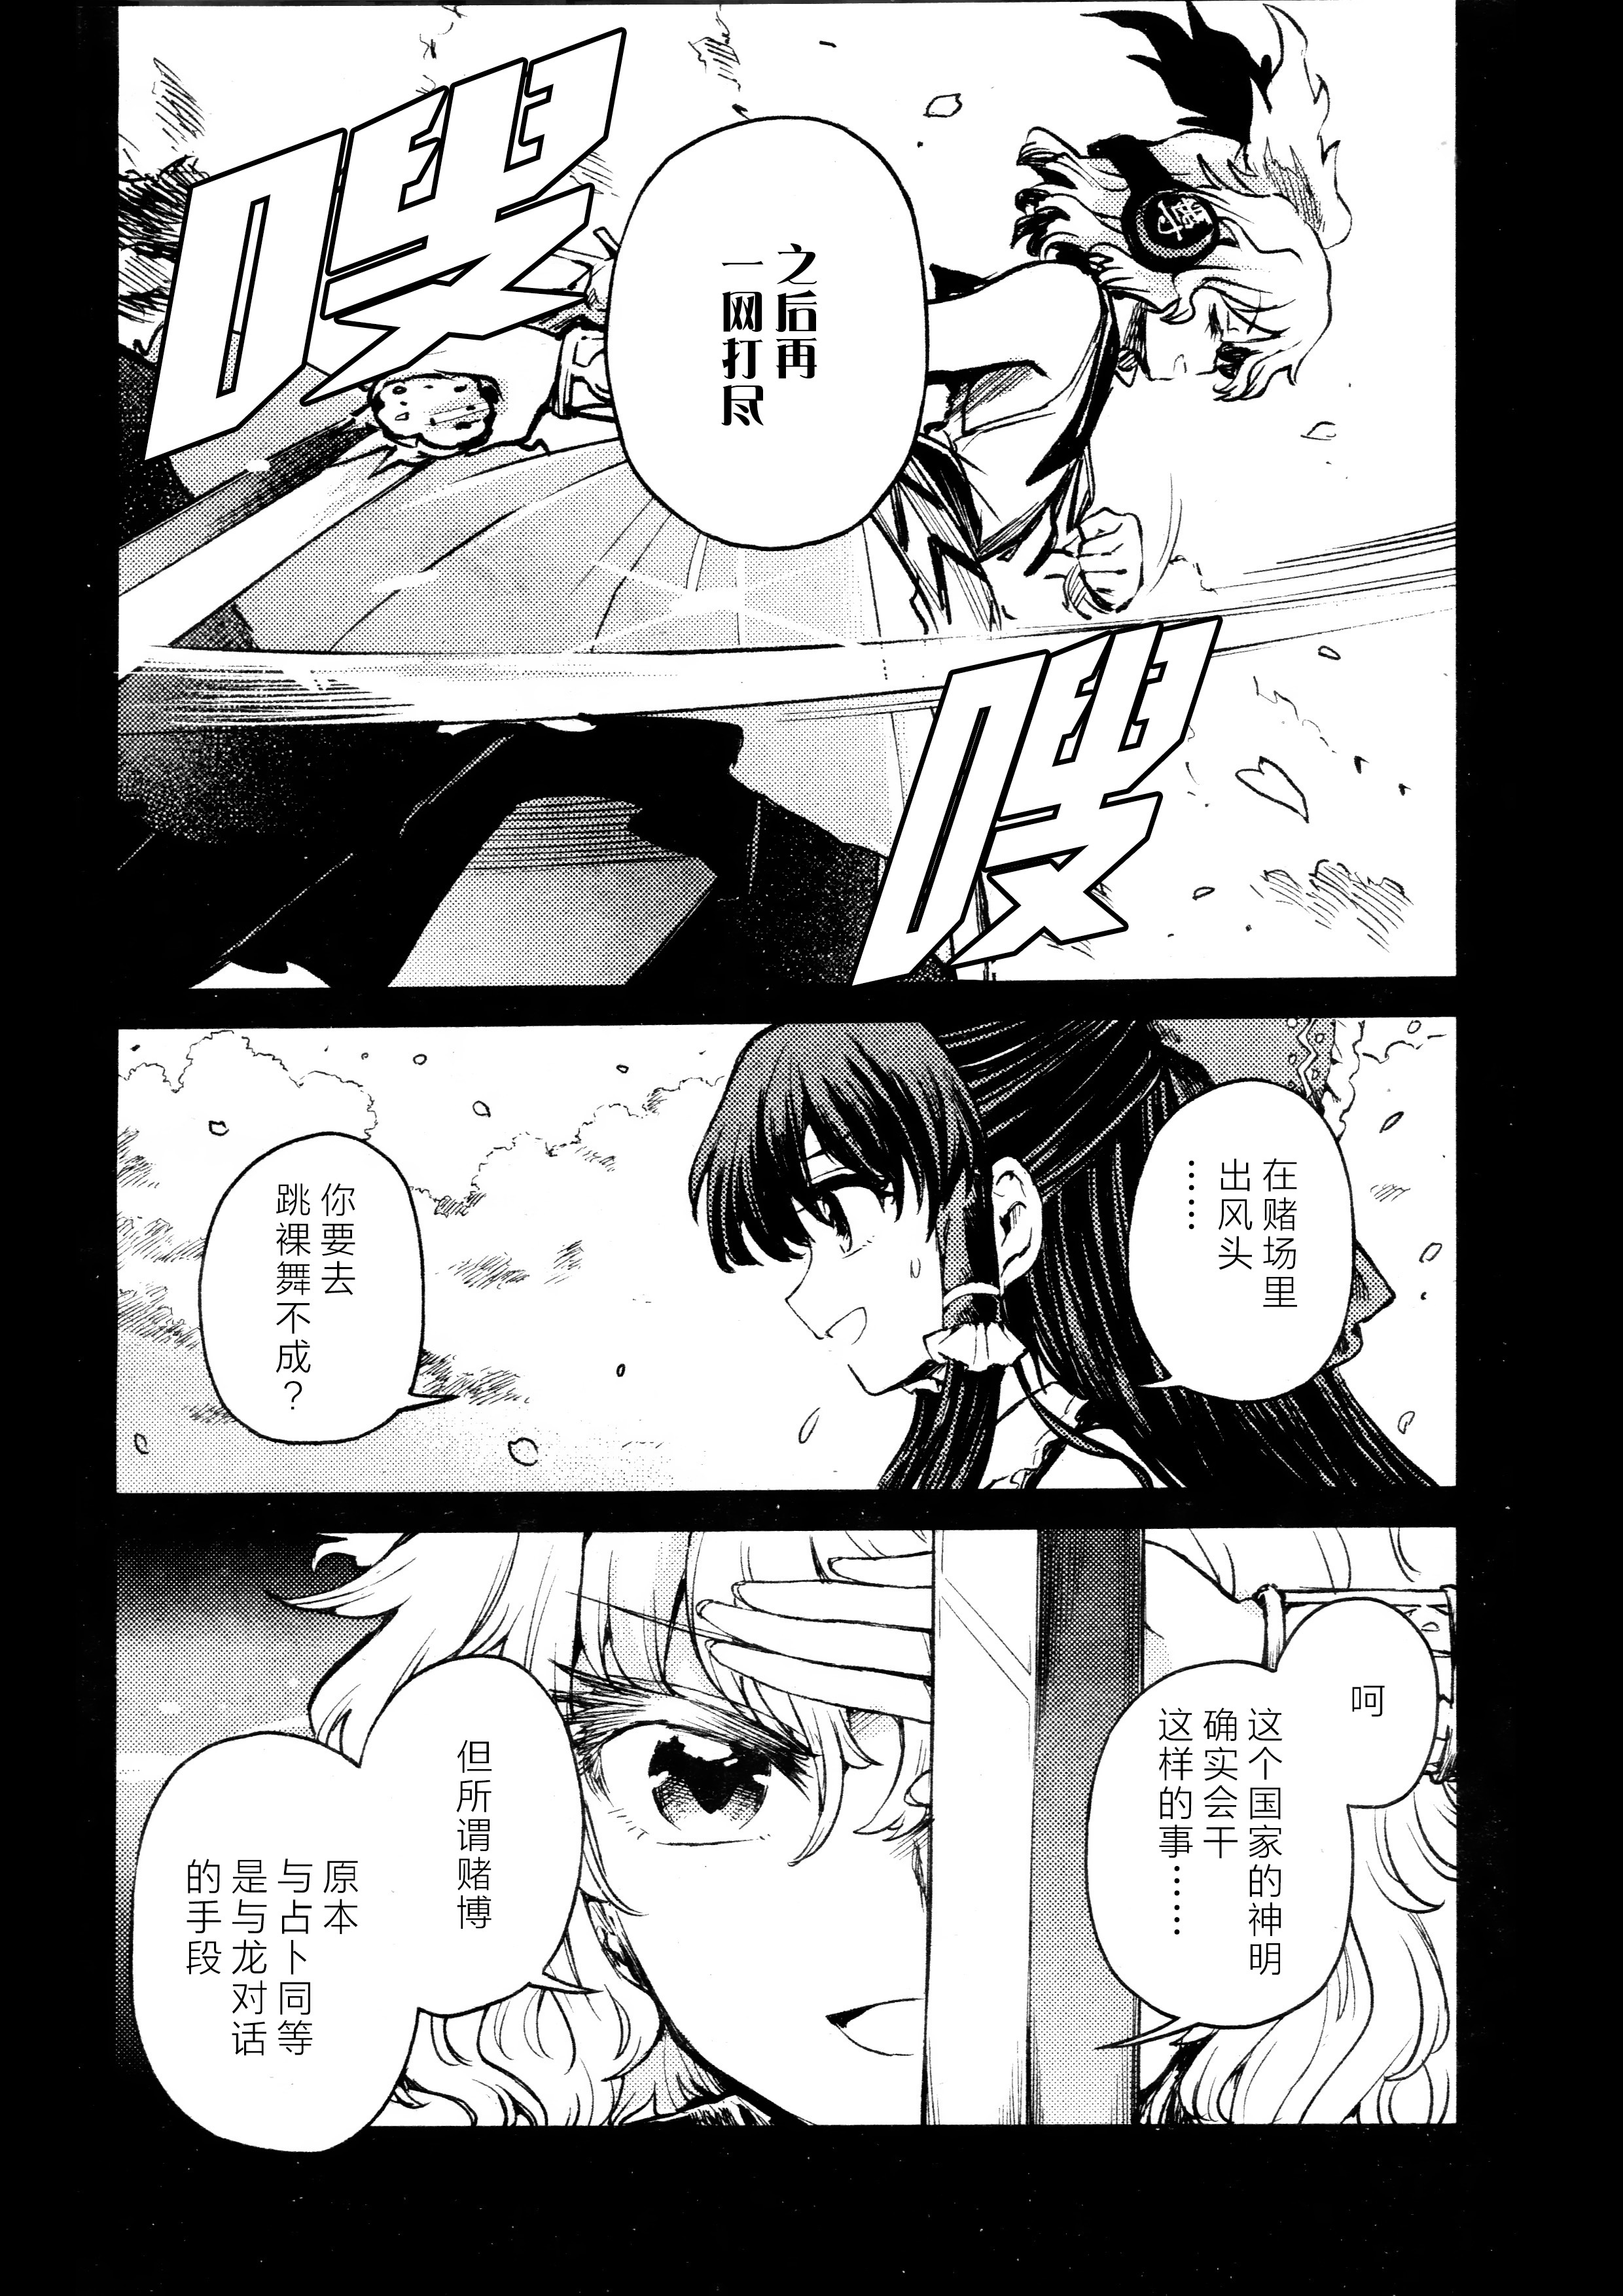 嗖
之后再
一网打尽
嗖
在赌场里
出风头
……
你要去
跳裸舞不成？
呵
这个国家的神明
确实会干
这样的事……
但所谓赌博
原本
与占卜同等
是与龙对话
的手段